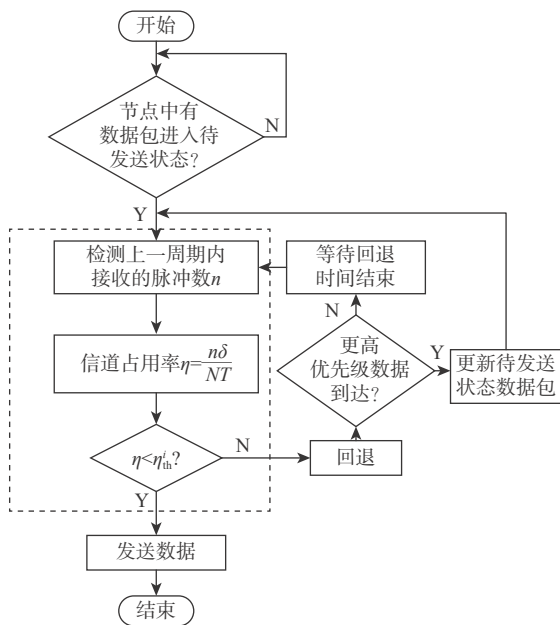 开始
节点中有
数据包进入待
发送状态?
N
Y
检测上一周期内
接收的脉冲数n
等待回退
时间结束
信道占用率η=nδ/NT
N
更高
优先级数据
到达?
Y
更新待发送
状态数据包
η<η_th^i?
N
回退
Y
发送数据
结束